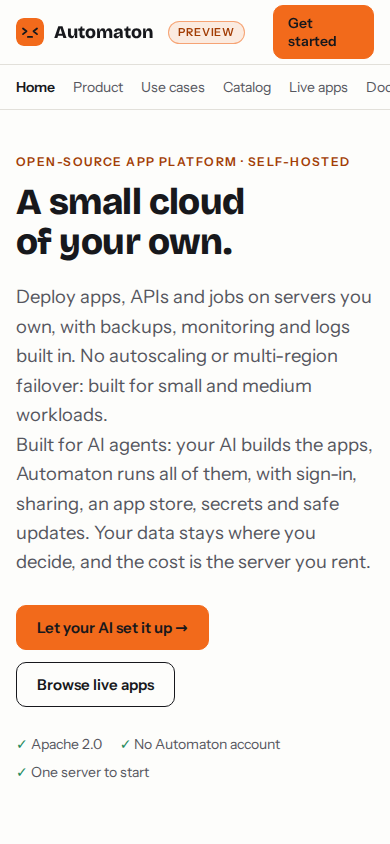 Automaton
PREVIEW
Get
started
Home Product Use cases Catalog Live apps Doc
OPEN-SOURCE APP PLATFORM · SELF-HOSTED
A small cloud
of your own.
Deploy apps, APIs and jobs on servers you
own, with backups, monitoring and logs
built in. No autoscaling or multi-region
failover: built for small and medium
workloads.
Built for AI agents: your AI builds the apps,
Automaton runs all of them, with sign-in,
sharing, an app store, secrets and safe
updates. Your data stays where you
decide, and the cost is the server you rent.
Let your AI set it up →
Browse live apps
✓ Apache 2.0 ✓ No Automaton account
✓ One server to start